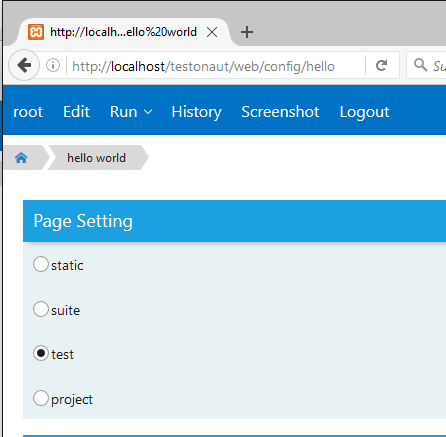 http://localh...ello%20world
http://localhost/testonaut/web/config/hello
Su
root Edit Run History Screenshot Logout
hello world
Page Setting
static
suite
test
project